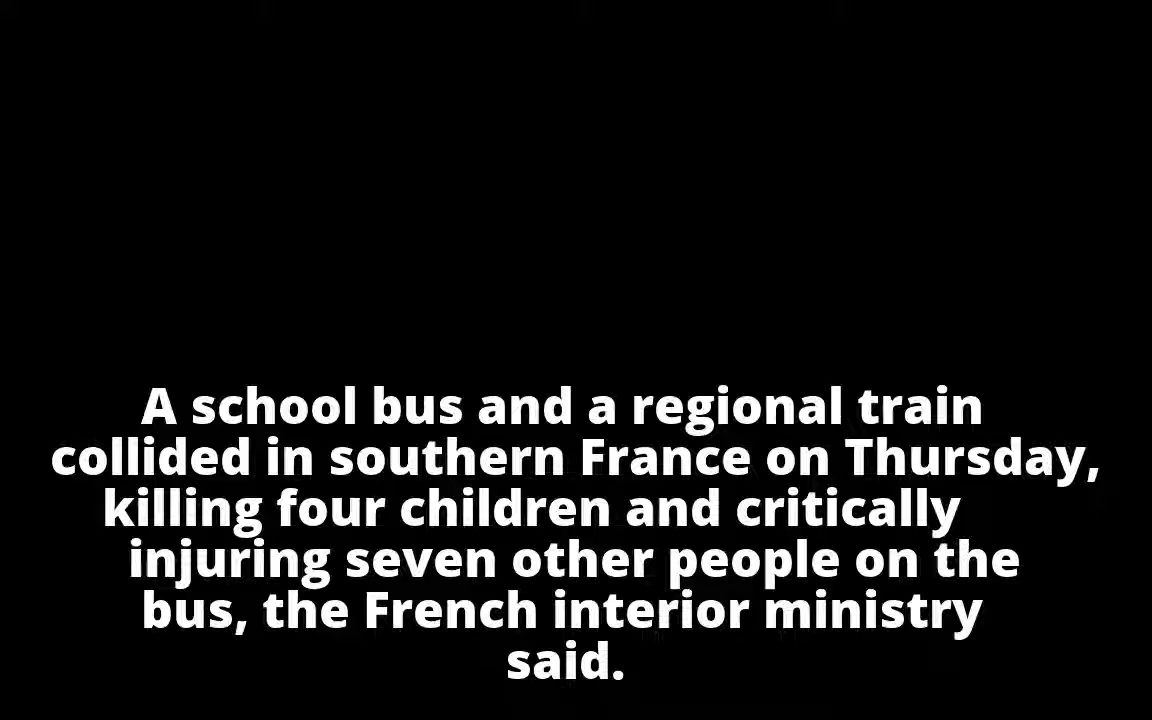 A school bus and a regional train
collided in southern France on Thursday,
killing four children and critically
injuring seven other people on the
bus, the French interior ministry
said.